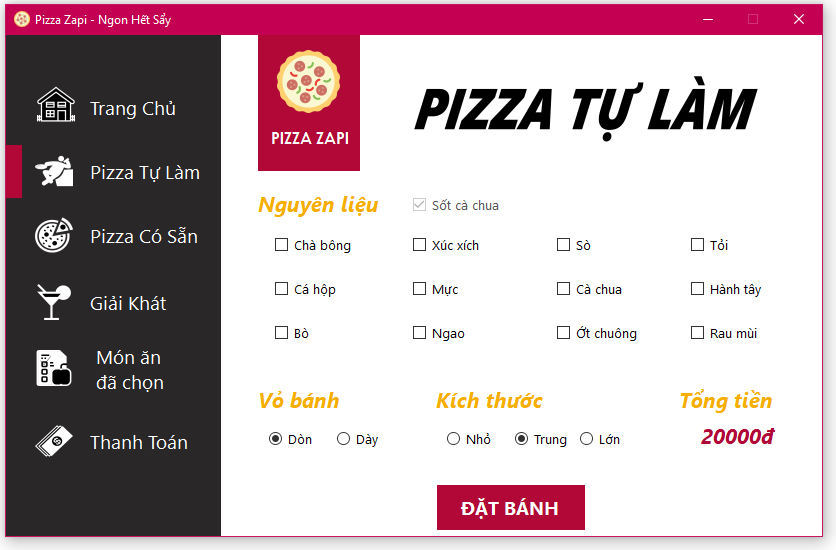 Pizza Zapi - Ngon Hết Sẩy
Trang Chủ
Pizza Tự Làm
Pizza Có Sẵn
Giải Khát
Món ăn
đã chọn
Thanh Toán
PIZZA ZAPI
PIZZA TỰ LÀM
Nguyên liệu
Sốt cà chua
Chà bông
Xúc xích
Sò
Tỏi
Cá hộp
Mực
Cà chua
Hành tây
Bò
Ngao
Ớt chuông
Rau mùi
Vỏ bánh
Kích thước
Tổng tiền
Dòn
Dày
Nhỏ
Trung
Lớn
20000đ
ĐẶT BÁNH